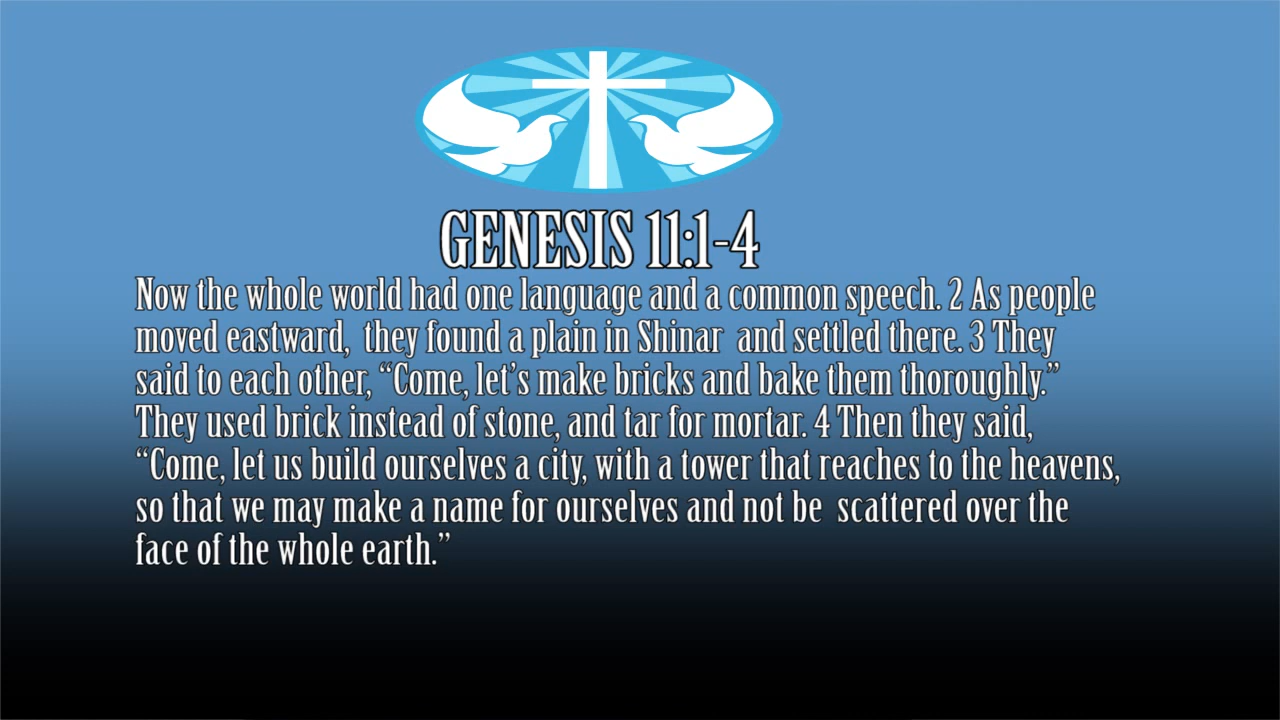 GENESIS 11:1-4
Now the whole world had one language and a common speech. 2 As people
moved eastward,  they found a plain in Shinar  and settled there. 3 They
said to each other, “Come, let’s make bricks and bake them thoroughly.”
They used brick instead of stone, and tar for mortar. 4 Then they said,
“Come, let us build ourselves a city, with a tower that reaches to the heavens,
so that we may make a name for ourselves and not be  scattered over the
face of the whole earth.”